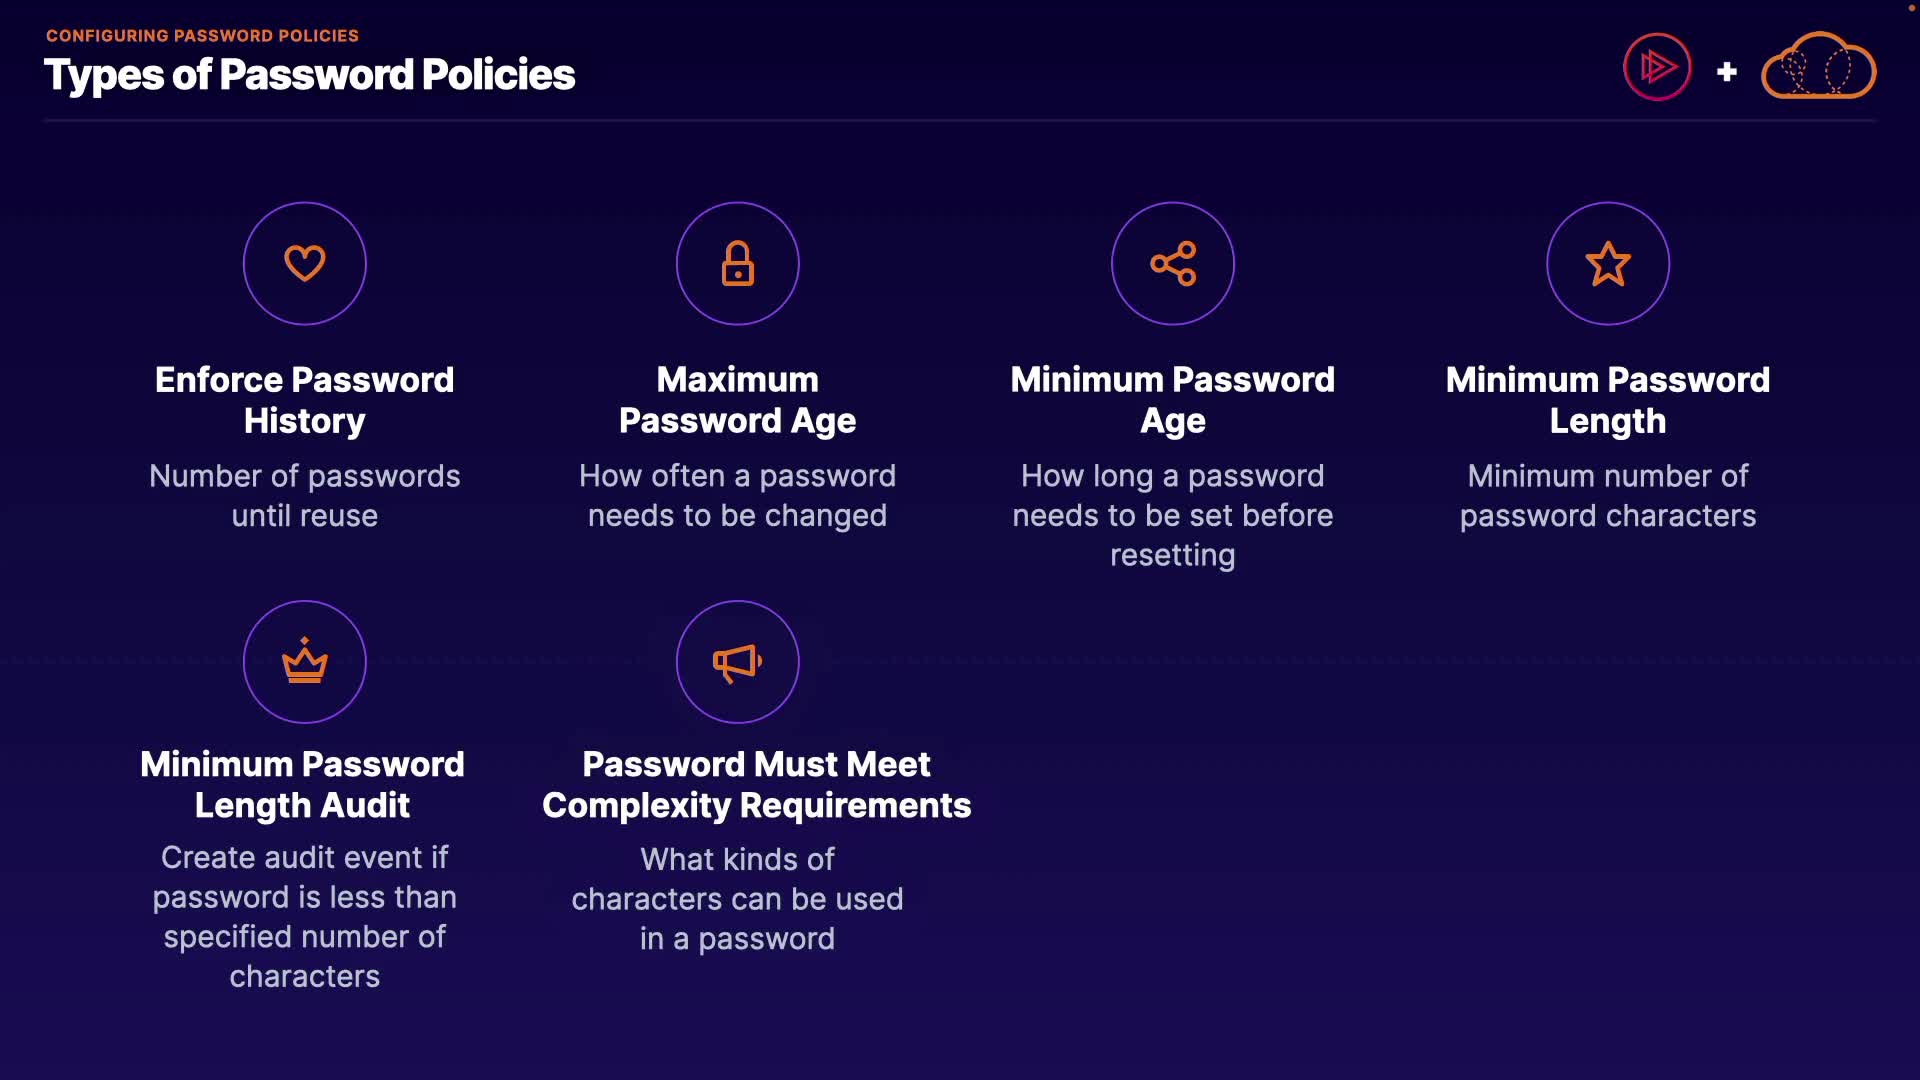 CONFIGURING PASSWORD POLICIES
Types of Password Policies
Enforce Password
History
Number of passwords
until reuse
Maximum
Password Age
How often a password
needs to be changed
Minimum Password
Age
How long a password
needs to be set before
resetting
Minimum Password
Length
Minimum number of
password characters
Minimum Password
Length Audit
Create audit event if
password is less than
specified number of
characters
Password Must Meet
Complexity Requirements
What kinds of
characters can be used
in a password